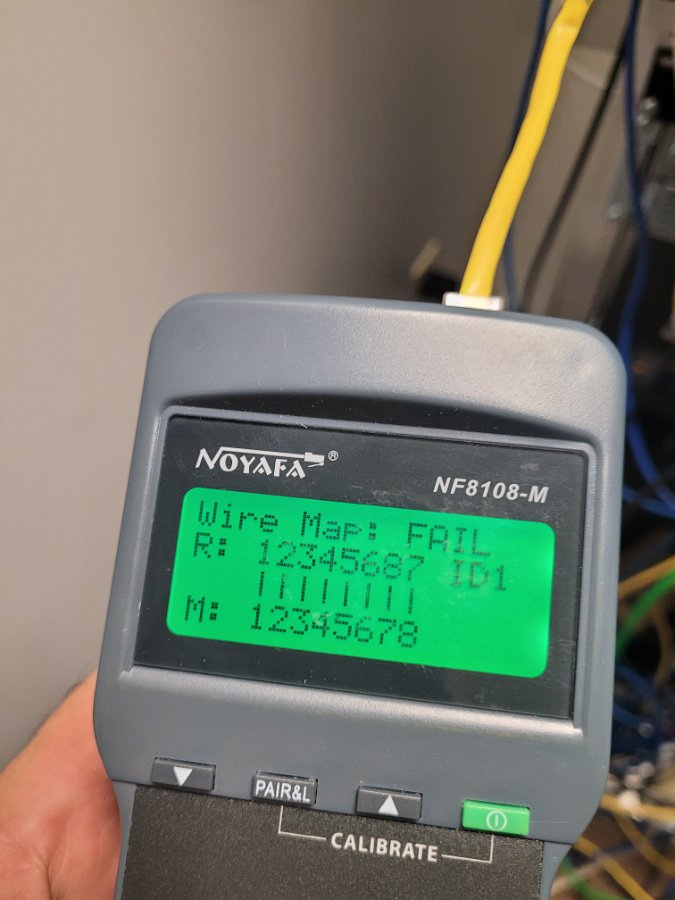 NOYAFA®
NF8108-M
Wire Map: FAIL
R: 12345687 ID1
||||||||
M: 12345678
▼
PAIR&L
▲
CALIBRATE